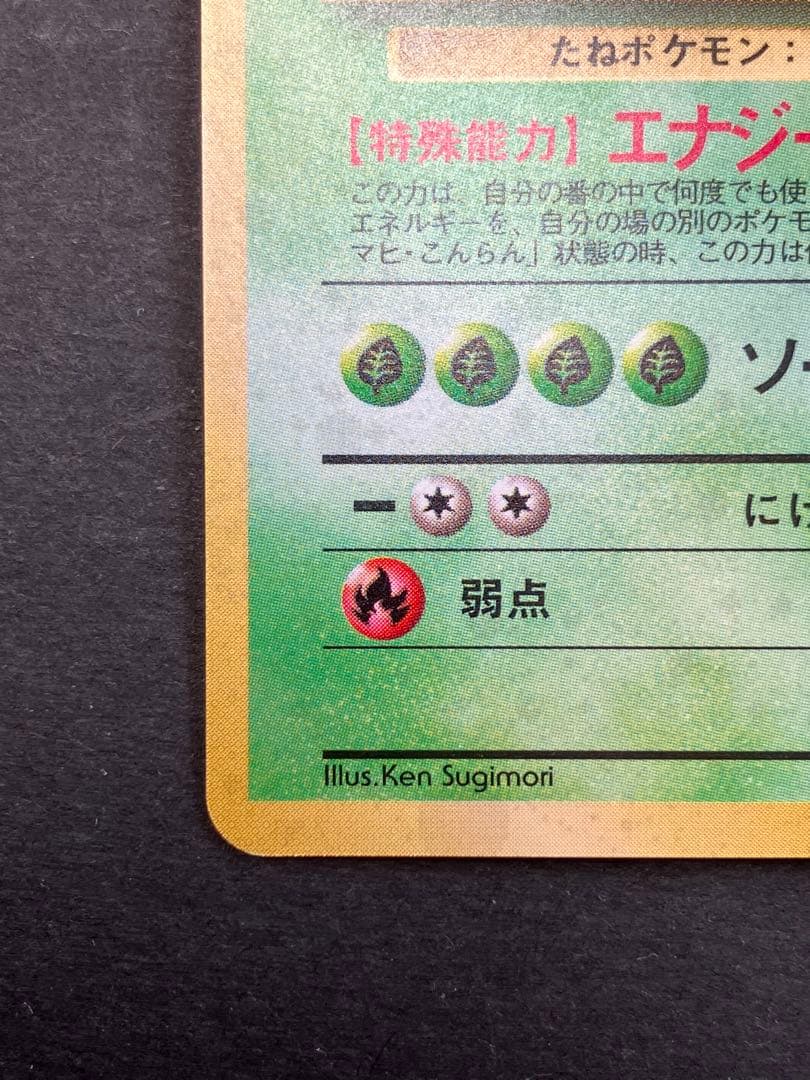 たねポケモン：
【特殊能力】エナジー
この力は、自分の番の中で何度でも使
エネルギーを、自分の場の別のポケモ
マヒ・こんらん」状態の時、この力は使
ソー
ー にげ
弱点
Illus.Ken Sugimori